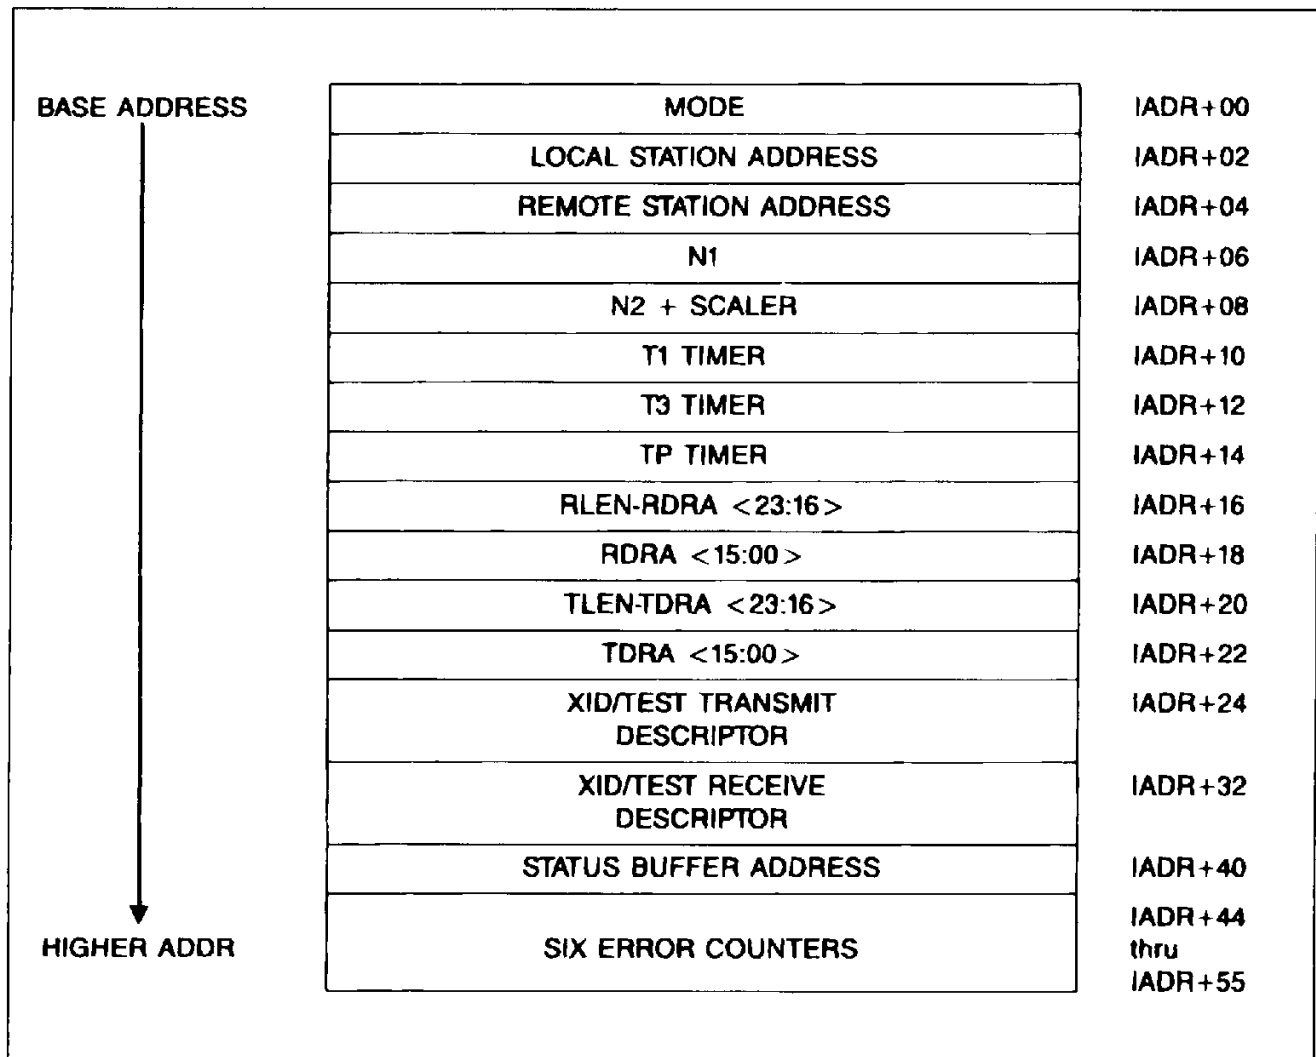 BASE ADDRESS MODE IADR+00
LOCAL STATION ADDRESS IADR+02
REMOTE STATION ADDRESS IADR+04
N1 IADR+06
N2 + SCALER IADR+08
T1 TIMER IADR+10
T3 TIMER IADR+12
TP TIMER IADR+14
RLEN-RDRA <23:16> IADR+16
RDRA <15:00> IADR+18
TLEN-TDRA <23:16> IADR+20
TDRA <15:00> IADR+22
XID/TEST TRANSMIT IADR+24
DESCRIPTOR
XID/TEST RECEIVE IADR+32
DESCRIPTOR
STATUS BUFFER ADDRESS IADR+40
IADR+44
HIGHER ADDR SIX ERROR COUNTERS thru
IADR+55